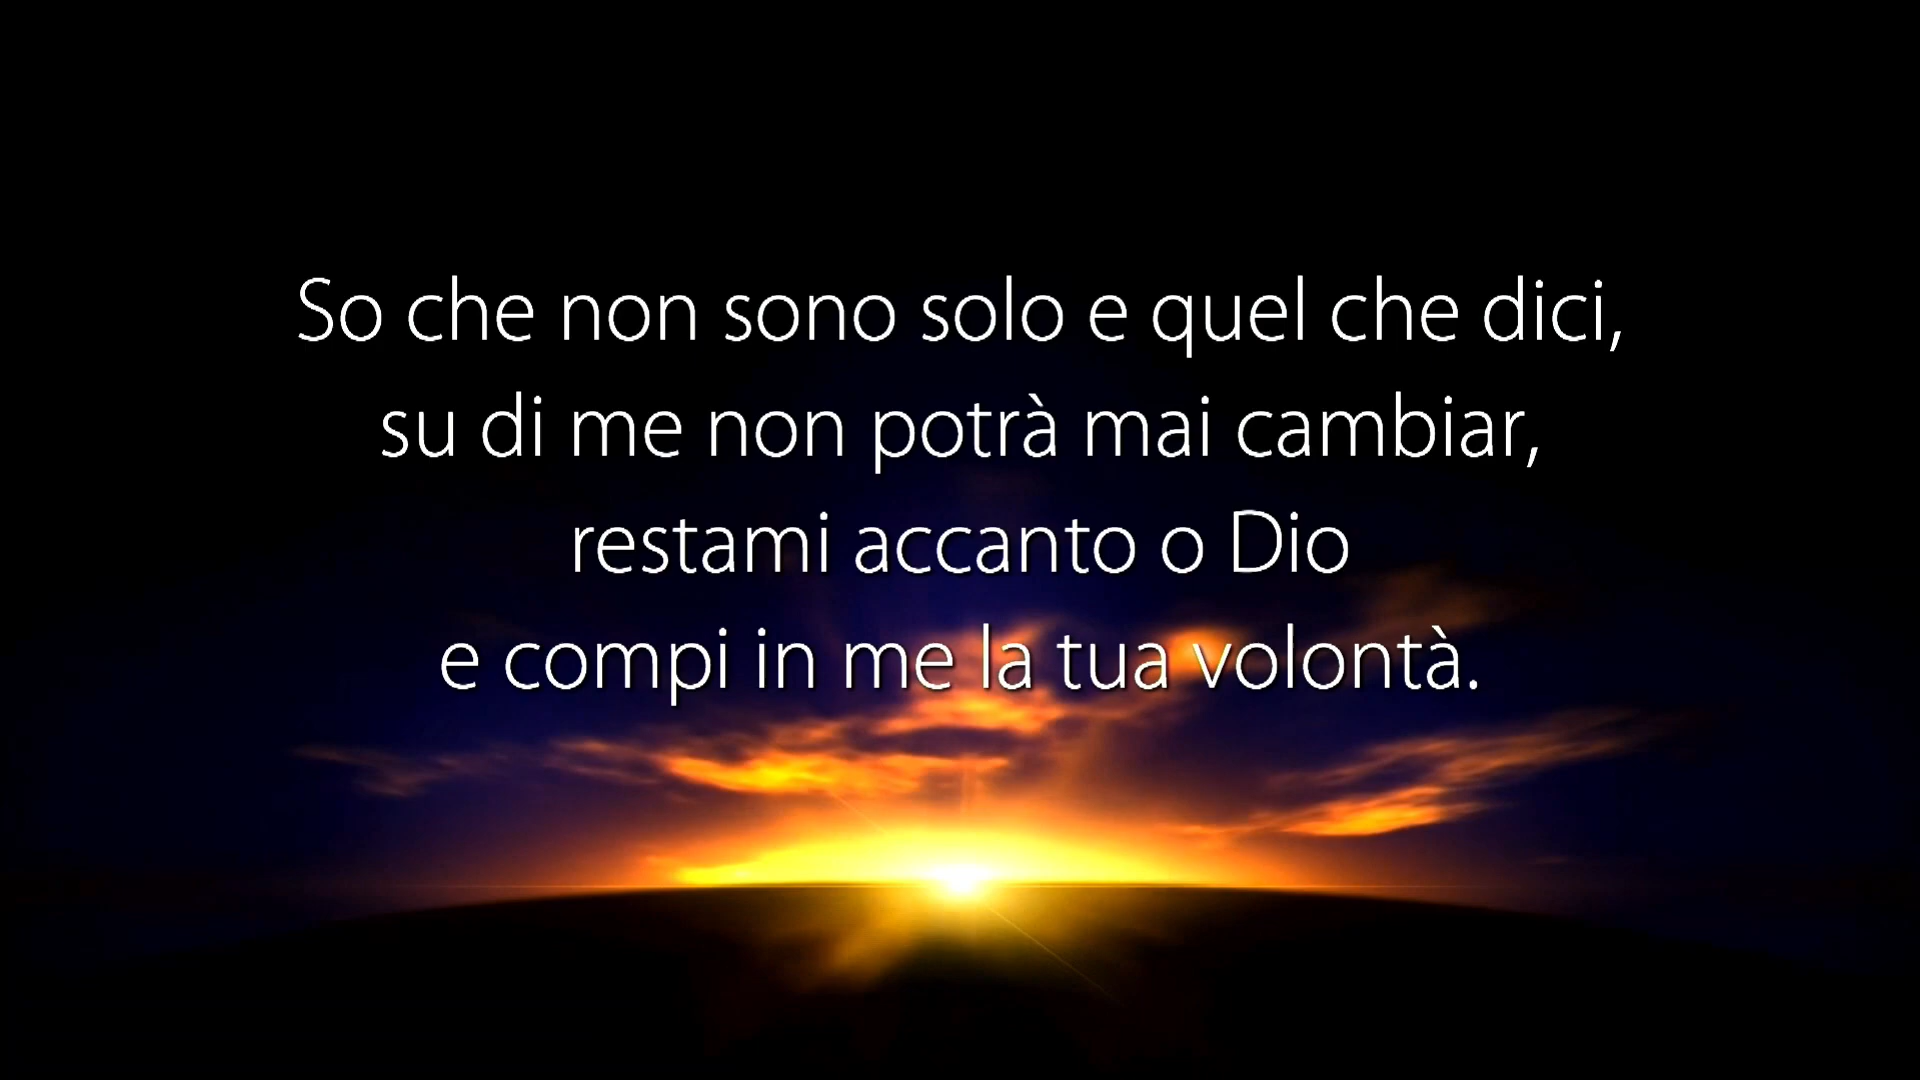 So che non sono solo e quel che dici,
su di me non potrà mai cambiar,
restami accanto o Dio
e compi in me la tua volontà.